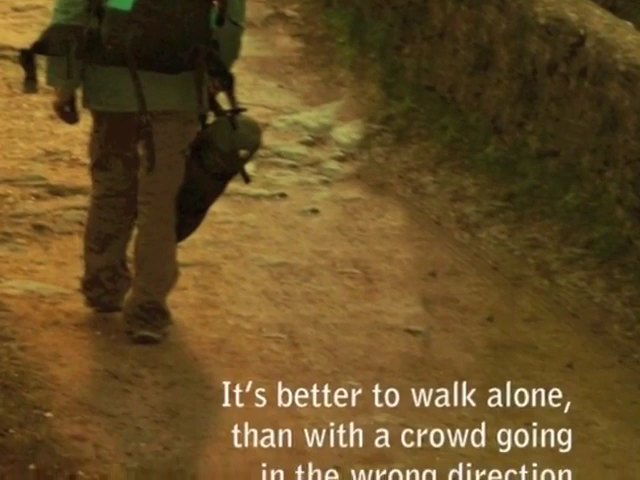 It's better to walk alone,
than with a crowd going
in the wrong direction